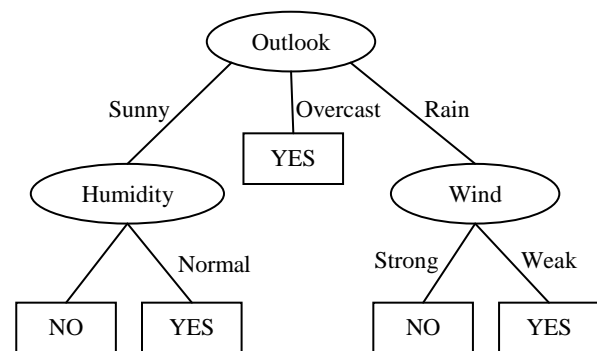 Outlook
Sunny
Overcast
Rain
YES
Humidity
Wind
Normal
Strong
Weak
NO
YES
NO
YES